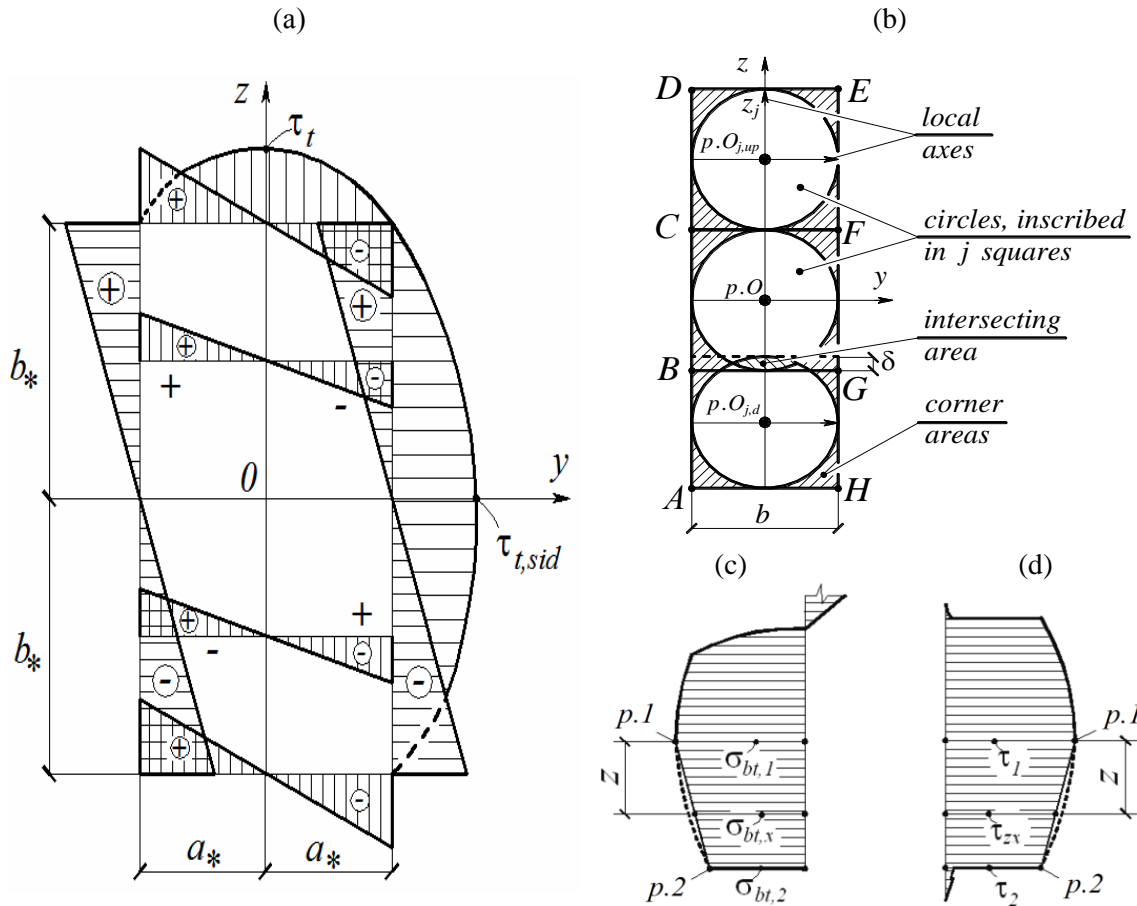 (a)
z
τt
+
-
+
+
+
-
+
-
b*
b*
0
y
τt,sid
+
+
-
-
-
-
+
-
a*
a*
(b)
z
D
E
zj
p.Oj,up
local
axes
C
F
circles, inscribed
in j squares
p.O
y
intersecting
area
B
G
δ
p.Oj,d
corner
areas
A
H
b
(c)
p.1
σbt,1
z
σbt,x
p.2
σbt,2
(d)
p.1
τ1
z
τzx
τ2
p.2